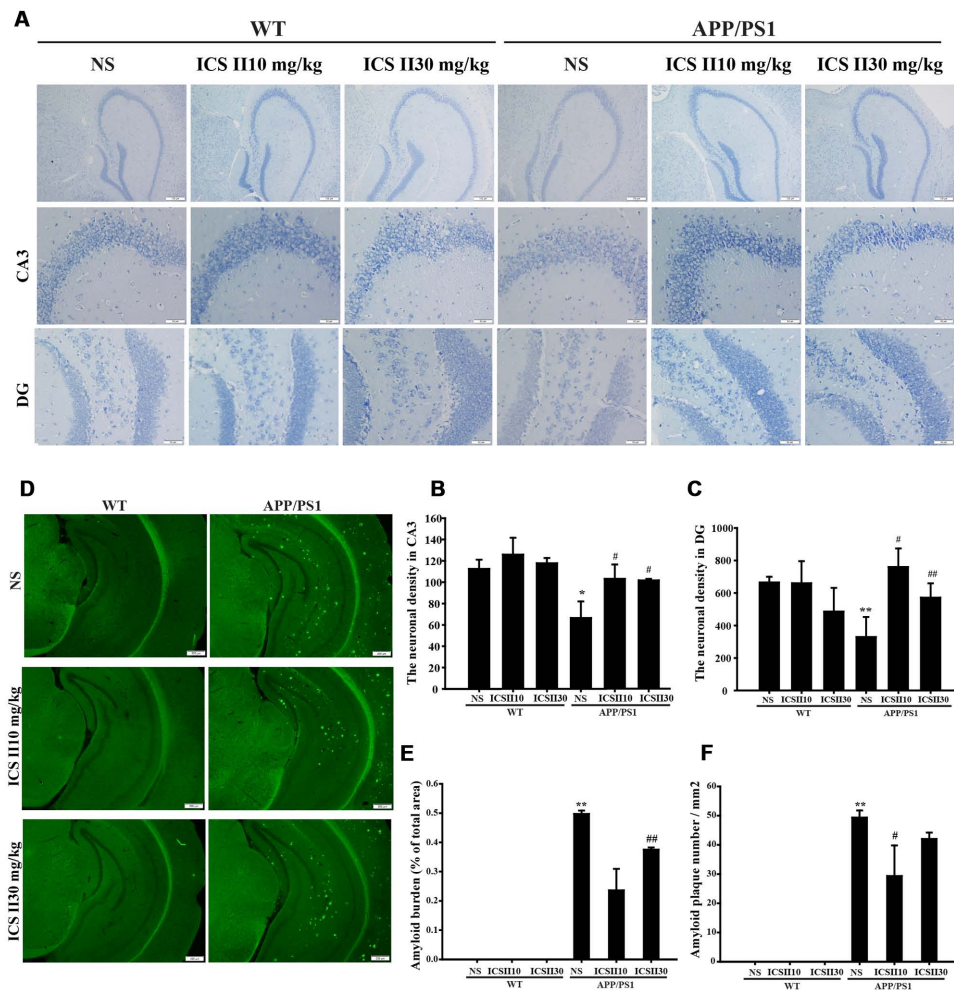 A
WT APP/PS1
NS ICS II10 mg/kg ICS II30 mg/kg NS ICS II10 mg/kg ICS II30 mg/kg
CA3
DG
D
WT APP/PS1
NS
ICS II10 mg/kg
ICS II30 mg/kg
B
The neuronal density in CA3
160
140
120
100
80
60
40
20
0
*
#
#
NS ICSII10 ICSII30 NS ICSII10 ICSII30
WT APP/PS1
C
The neuronal density in DG
1000
800
600
400
200
0
**
#
##
NS ICSII10 ICSII30 NS ICSII10 ICSII30
WT APP/PS1
E
Amyloid burden (% of total area)
0.6
0.5
0.4
0.3
0.2
0.1
0.0
**
##
NS ICSII10 ICSII30 NS ICSII10 ICSII30
WT APP/PS1
F
Amyloid plaque number / mm2
60
50
40
30
20
10
0
**
#
NS ICSII10 ICSII30 NS ICSII10 ICSII30
WT APP/PS1